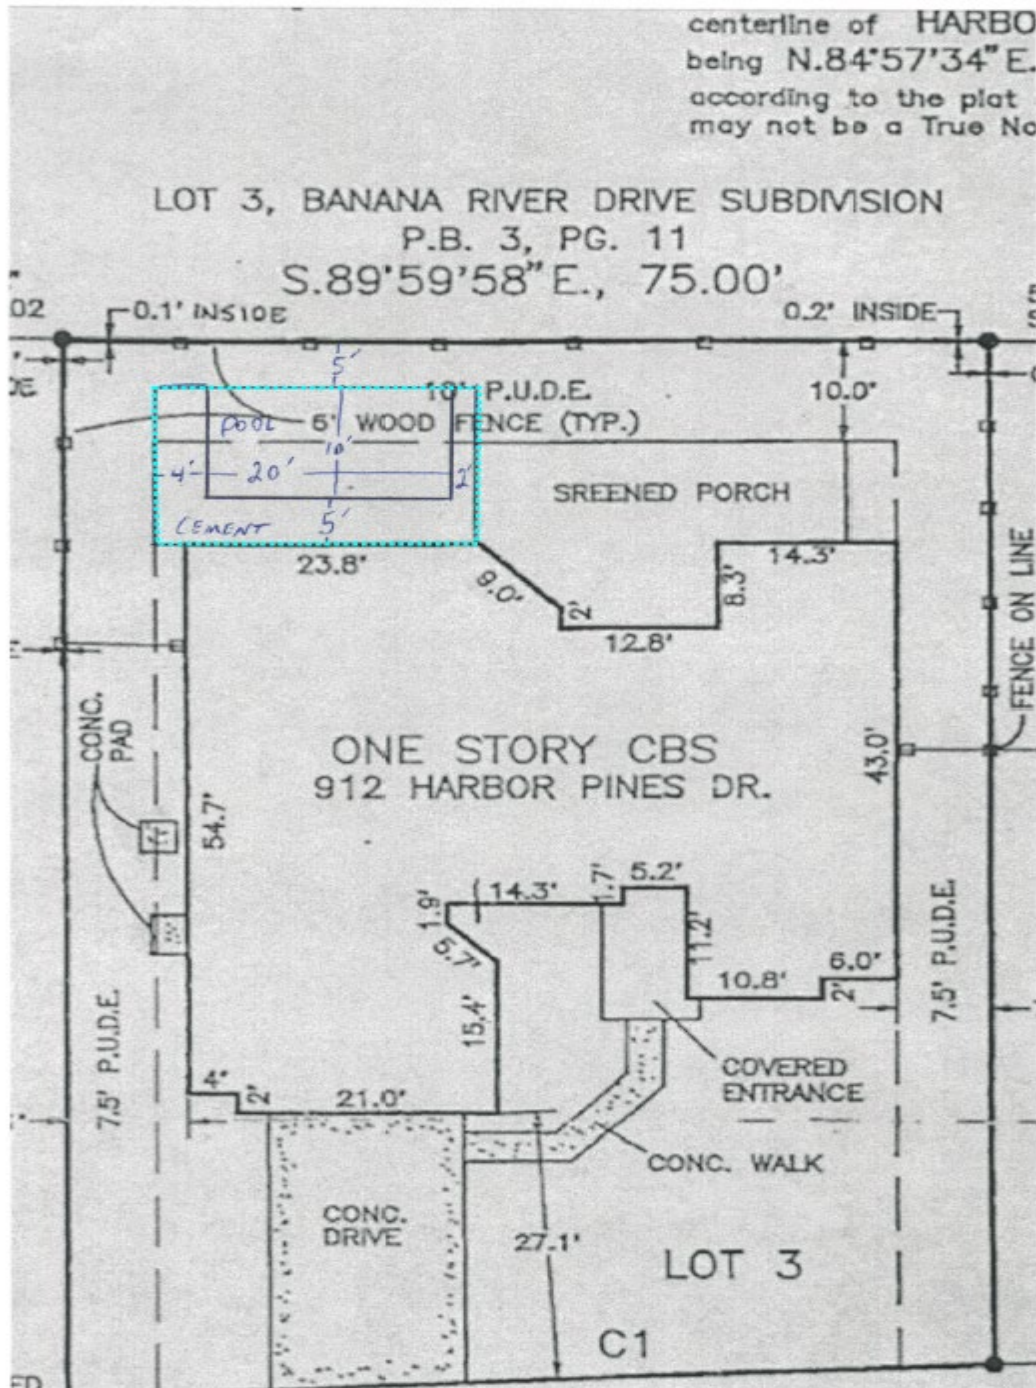 centerline of HARBO
being N.84°57'34" E.
according to the plat
may not be a True No
LOT 3, BANANA RIVER DRIVE SUBDIVISION
P.B. 3, PG. 11
S.89°59'58"E., 75.00'
02
0.1' INSIDE
0.2' INSIDE
5'
10' P.U.D.E.
10.0'
POOL
6' WOOD FENCE (TYP.)
10'
4'
20'
2'
SREENED PORCH
CEMENT
5'
23.8'
14.3'
9.0'
2'
8.3'
12.8'
FENCE ON LINE
CONC.
PAD
ONE STORY CBS
912 HARBOR PINES DR.
43.0'
54.7'
5.2'
1.7'
14.3'
1.9'
5.7'
11.2'
6.0'
10.8'
2'
7.5' P.U.D.E.
15.4'
7.5' P.U.D.E.
COVERED
ENTRANCE
4"
2'
21.0'
CONC. WALK
CONC.
DRIVE
27.1'
LOT 3
C1